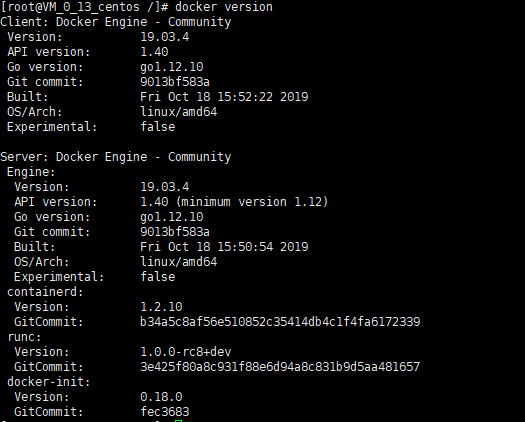 [root@VM_0_13_centos /]# docker version
Client: Docker Engine - Community
 Version:           19.03.4
 API version:       1.40
 Go version:        go1.12.10
 Git commit:        9013bf583a
 Built:             Fri Oct 18 15:52:22 2019
 OS/Arch:           linux/amd64
 Experimental:      false

Server: Docker Engine - Community
 Engine:
  Version:          19.03.4
  API version:      1.40 (minimum version 1.12)
  Go version:       go1.12.10
  Git commit:       9013bf583a
  Built:            Fri Oct 18 15:50:54 2019
  OS/Arch:          linux/amd64
  Experimental:     false
 containerd:
  Version:          1.2.10
  GitCommit:        b34a5c8af56e510852c35414db4c1f4fa6172339
 runc:
  Version:          1.0.0-rc8+dev
  GitCommit:        3e425f80a8c931f88e6d94a8c831b9d5aa481657
 docker-init:
  Version:          0.18.0
  GitCommit:        fec3683